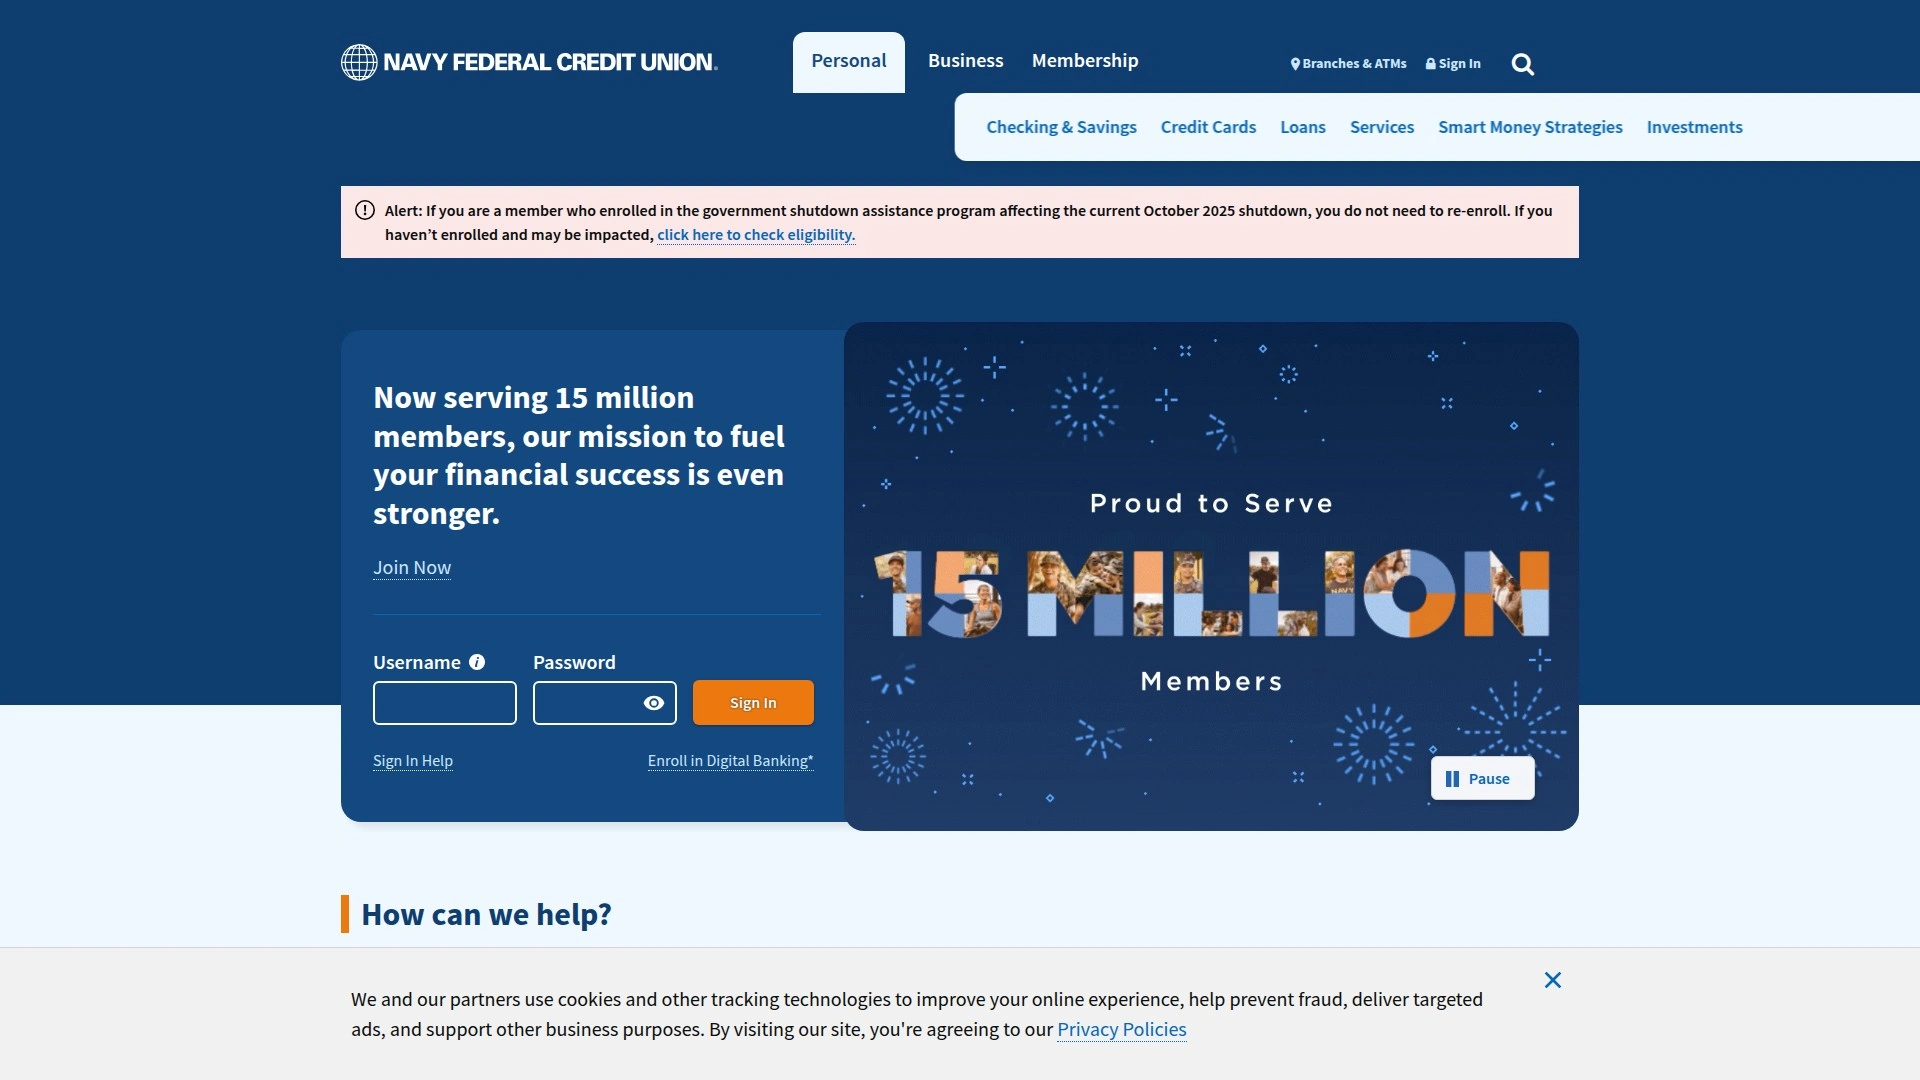 NAVY FEDERAL CREDIT UNION.
Personal
Business
Membership
Branches & ATMs
Sign In
Checking & Savings
Credit Cards
Loans
Services
Smart Money Strategies
Investments
Alert: If you are a member who enrolled in the government shutdown assistance program affecting the current October 2025 shutdown, you do not need to re-enroll. If you
haven’t enrolled and may be impacted, click here to check eligibility.
Now serving 15 million
members, our mission to fuel
your financial success is even
stronger.
Join Now
Username
Password
Sign In
Sign In Help
Enroll in Digital Banking*
Proud to Serve
15 MILLION
NAVY
Members
Pause
How can we help?
We and our partners use cookies and other tracking technologies to improve your online experience, help prevent fraud, deliver targeted
ads, and support other business purposes. By visiting our site, you're agreeing to our Privacy Policies